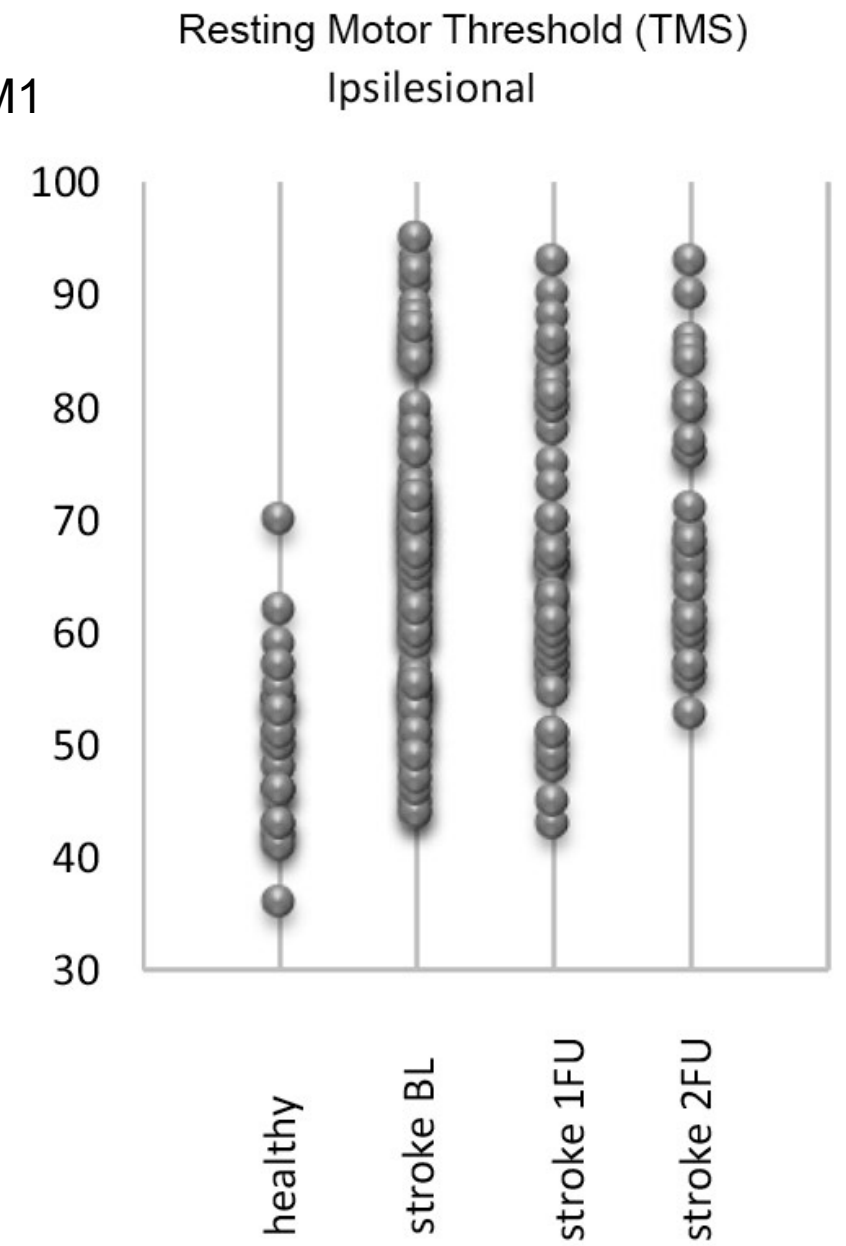 Resting Motor Threshold (TMS)
M1
Ipsilesional
100
90
80
70
60
50
40
30
healthy
stroke BL
stroke 1FU
stroke 2FU